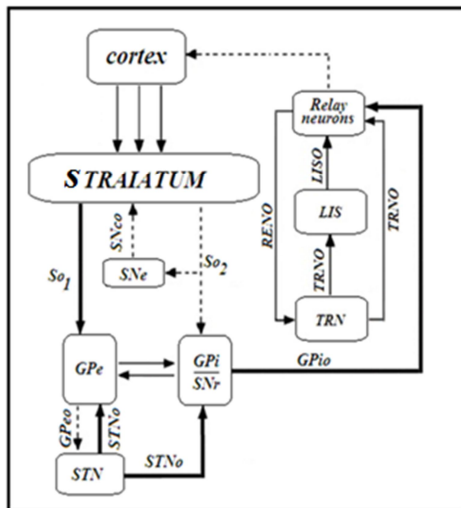 cortex
Relay
neurons
STRAIATUM
LISO
RENO
TRNO
LIS
SNco
So1
SNe
So2
TRNO
TRN
GPe
GPi
SNr
GPio
GPeo
STNo
STN
STNo